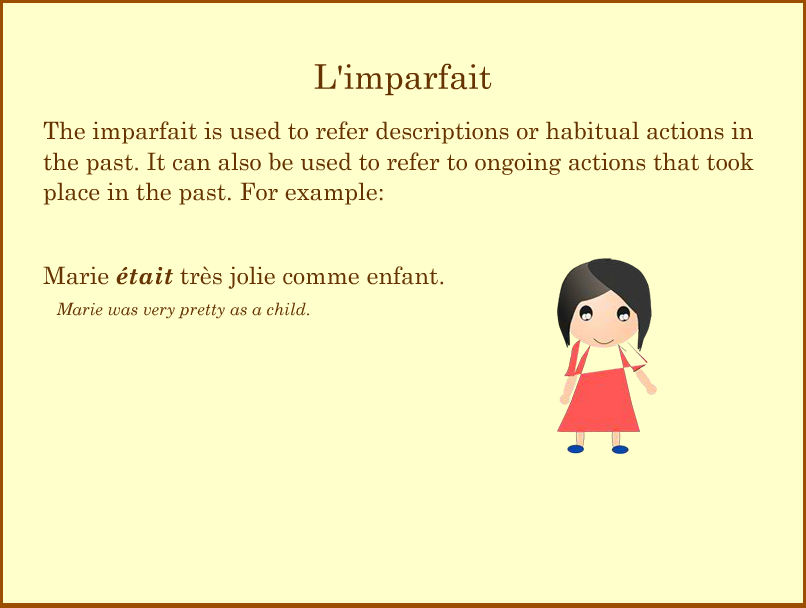 L'imparfait
The imparfait is used to refer descriptions or habitual actions in
the past. It can also be used to refer to ongoing actions that took
place in the past. For example:
Marie était très jolie comme enfant.
Marie was very pretty as a child.